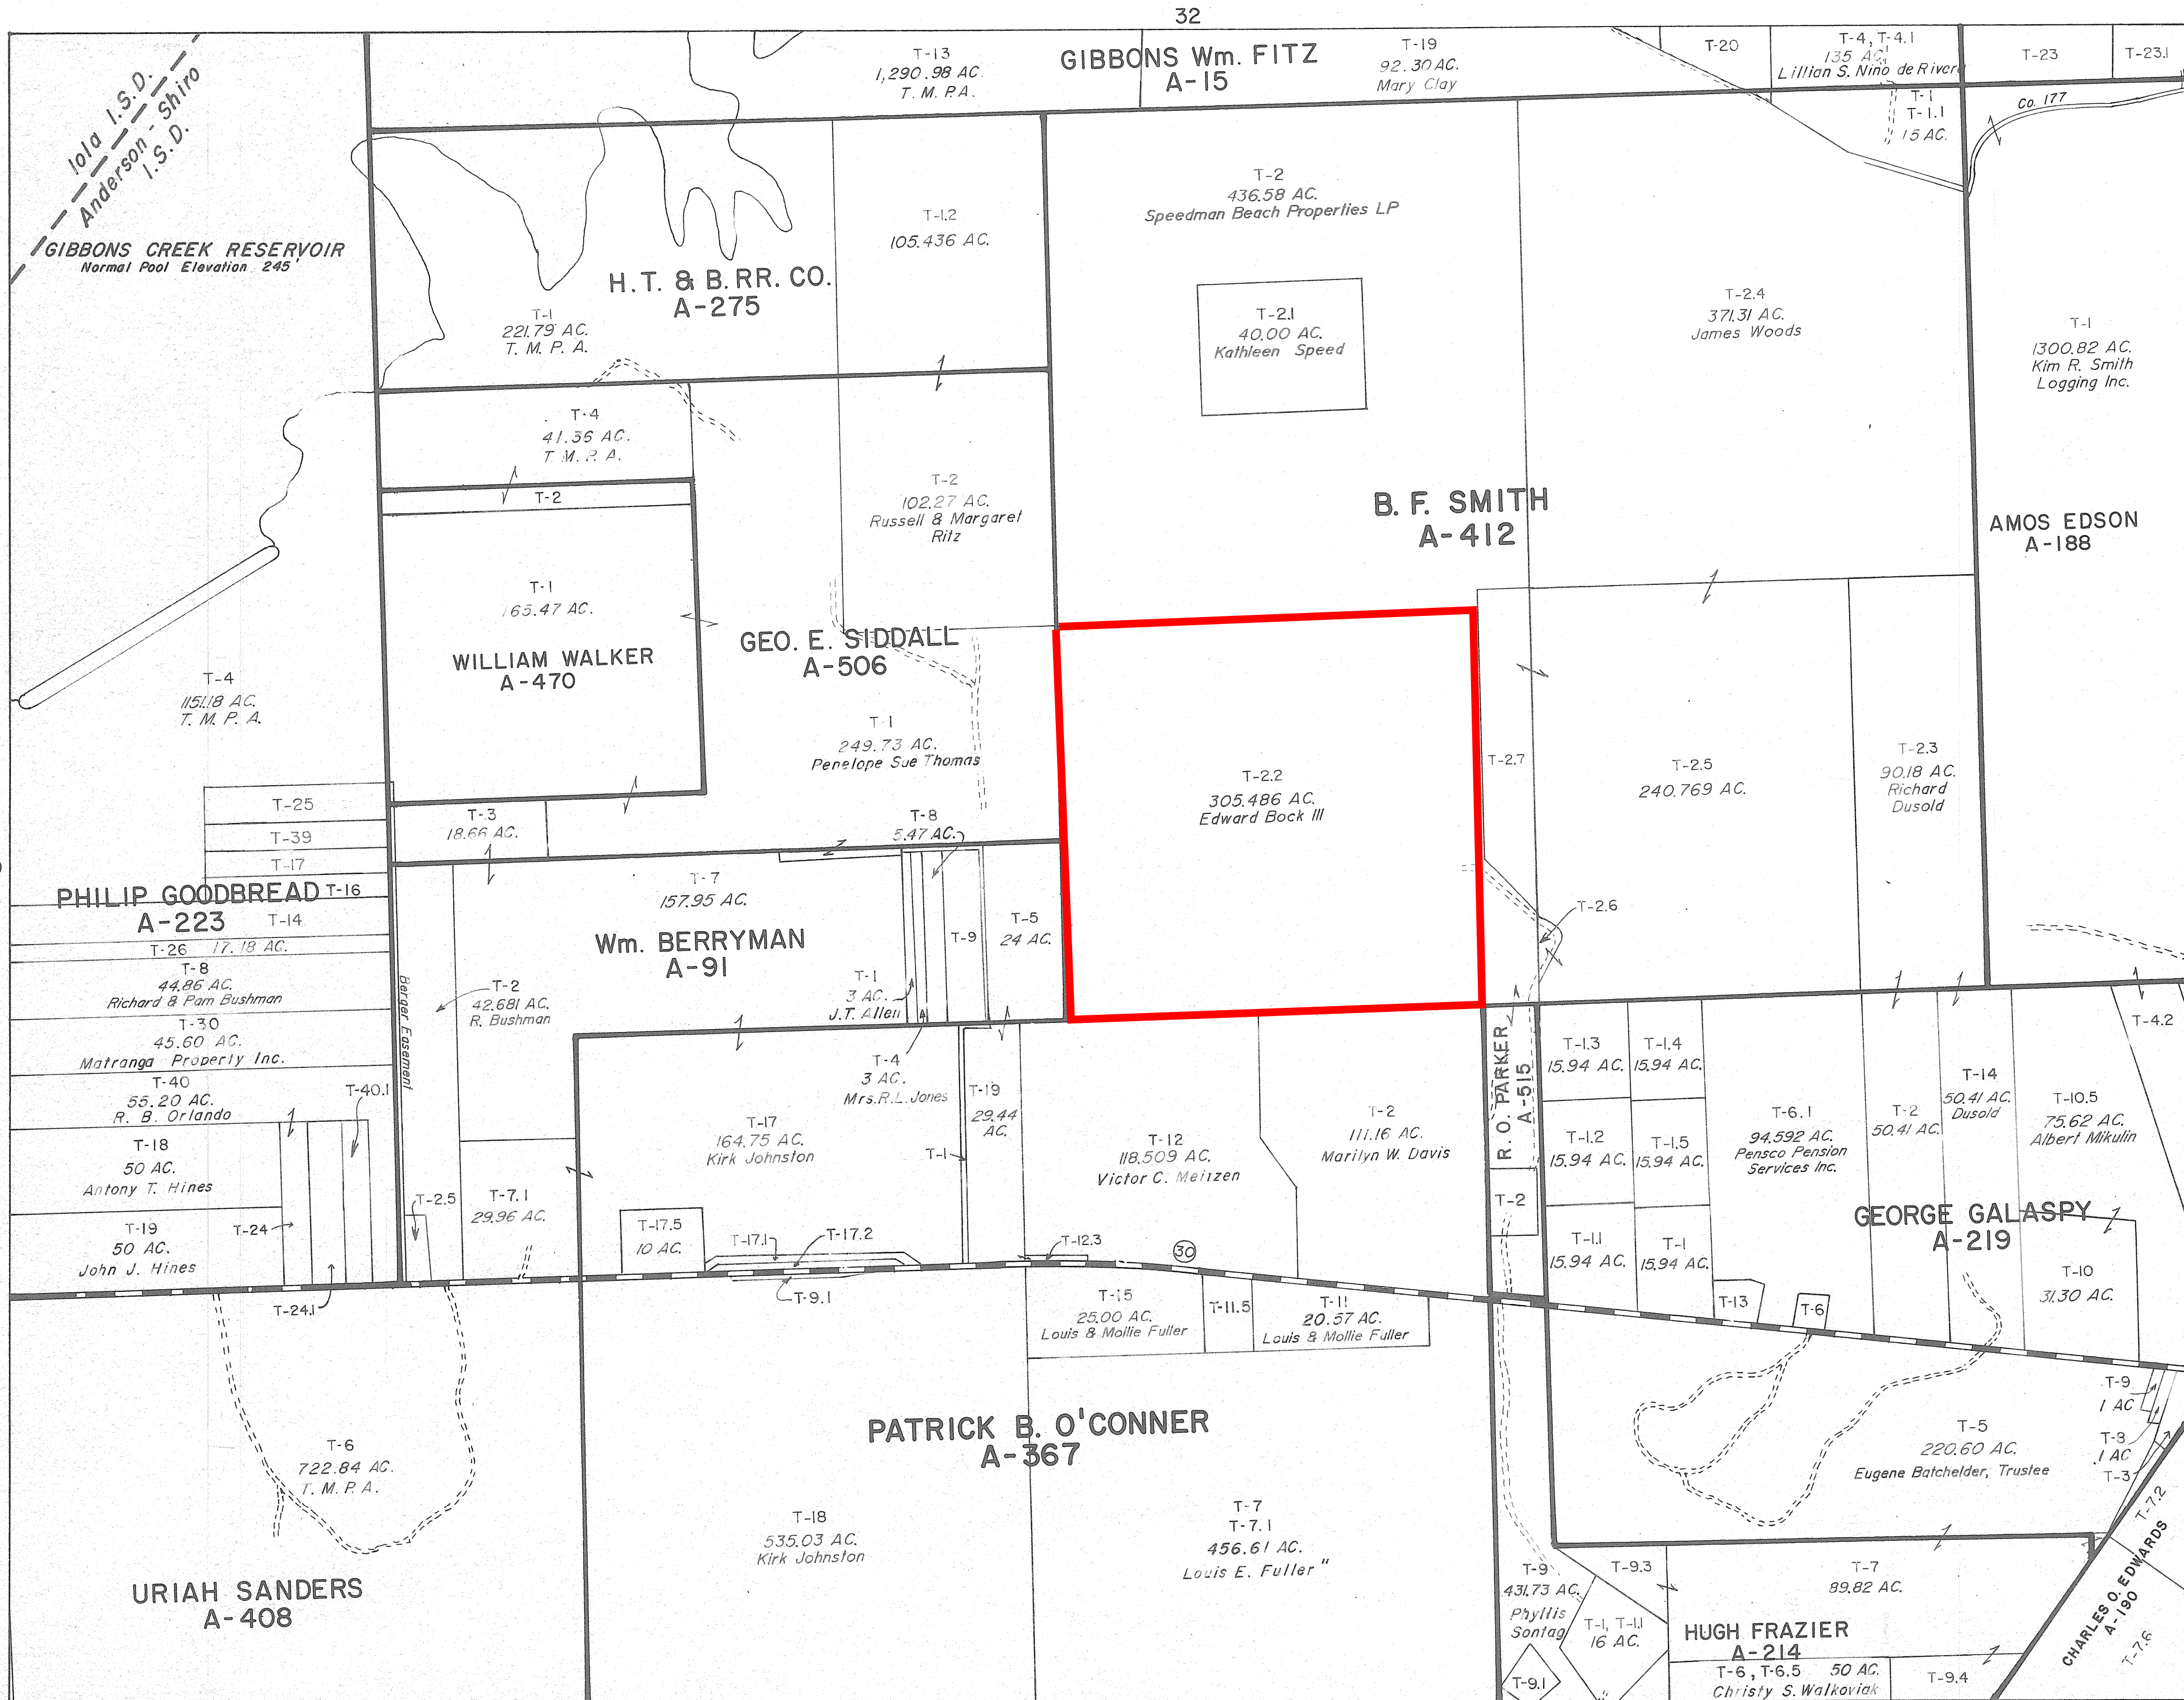 32
Iola I.S.D.
Anderson - Shiro
I.S.D.
GIBBONS CREEK RESERVOIR
Normal Pool Elevation 245'
T-13
1,290.98 AC.
T. M. P.A.
GIBBONS Wm. FITZ
A-15
T-19
92.30 AC.
Mary Clay
T-20
T-4, T-4.1
135 AC.
Lillian S. Nino de Rivera
T-23
T-23.1
Co. 177
T-1
T-1.1
15 AC.
T-1.2
105.436 AC.
H.T. & B. RR. CO.
A-275
T-1
221.79 AC.
T. M. P. A.
T-2
436.58 AC.
Speedman Beach Properties LP
T-2.1
40.00 AC.
Kathleen Speed
T-2.4
371.31 AC.
James Woods
T-1
1300.82 AC.
Kim R. Smith
Logging Inc.
T-4
41.36 AC.
T. M. P. A.
T-2
T-2
102.27 AC.
Russell & Margaret
Ritz
B. F. SMITH
A-412
AMOS EDSON
A-188
T-1
165.47 AC.
WILLIAM WALKER
A-470
GEO. E. SIDDALL
A-506
T-4
1151.18 AC.
T. M. P. A.
T-1
249.73 AC.
Penelope Sue Thomas
T-2.2
305.486 AC.
Edward Bock III
T-2.7
T-2.5
240.769 AC.
T-2.3
90.18 AC.
Richard
Dusold
T-25
T-39
T-17
T-16
PHILIP GOODBREAD
A-223
T-14
T-26 17.18 AC.
T-8
44.86 AC.
Richard & Pam Bushman
T-30
45.60 AC.
Matranga Property Inc.
T-40
55.20 AC.
R. B. Orlando
T-40.1
T-18
50 AC.
Antony T. Hines
T-19
50 AC.
John J. Hines
T-24
T-24.1
T-3
18.66 AC.
T-8
5.47 AC.
T-7
157.95 AC.
Wm. BERRYMAN
A-91
T-9
T-5
24 AC.
T-1
3 AC.
J.T. Allen
T-2
42.681 AC.
R. Bushman
Berger Easement
T-2.6
T-4
3 AC.
Mrs. R.L. Jones
T-17
164.75 AC.
Kirk Johnston
T-1
T-19
29.44
AC.
T-12
118.509 AC.
Victor C. Meitzen
T-2
111.16 AC.
Marilyn W. Davis
R. O. PARKER
A-515
T-2
T-1.3
15.94 AC.
T-1.4
15.94 AC.
T-1.2
15.94 AC.
T-1.5
15.94 AC.
T-1.1
15.94 AC.
T-1
15.94 AC.
T-6.1
94.592 AC.
Pensco Pension
Services Inc.
T-2
50.41 AC.
T-14
50.41 AC.
Dusold
T-10.5
75.62 AC.
Albert Mikulin
T-4.2
GEORGE GALASPY
A-219
T-10
31.30 AC.
T-13
T-6
T-2.5
T-7.1
29.96 AC.
T-17.5
10 AC.
T-17.1
T-17.2
T-9.1
T-12.3
30
T-15
25.00 AC.
Louis & Mollie Fuller
T-11.5
T-11
20.57 AC.
Louis & Mollie Fuller
PATRICK B. O'CONNER
A-367
T-6
722.84 AC.
T. M. P. A.
URIAH SANDERS
A-408
T-18
535.03 AC.
Kirk Johnston
T-7
T-7.1
456.61 AC.
Louis E. Fuller "
T-9
1 AC
T-8
.1 AC
T-3
T-5
220.60 AC.
Eugene Batchelder, Trustee
T-9
431.73 AC.
Phyllis
Sontag
T-9.3
T-1, T-1.1
16 AC.
T-9.1
T-7
89.82 AC.
HUGH FRAZIER
A-214
T-6, T-6.5 50 AC.
Christy S. Walkoviak
T-9.4
T-7.2
CHARLES O. EDWARDS
A-190
T-7.6